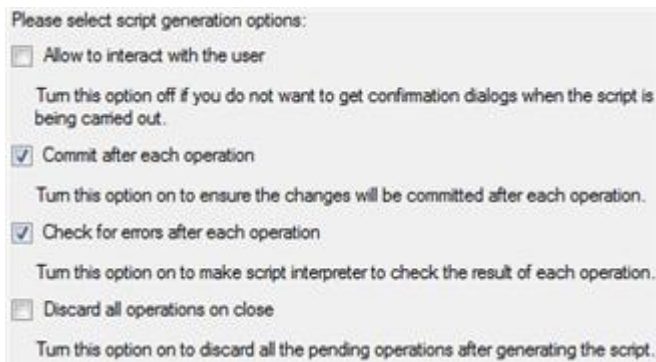 Please select script generation options:
Allow to interact with the user
Turn this option off if you do not want to get confirmation dialogs when the script is
being carried out.
Commit after each operation
Turn this option on to ensure the changes will be committed after each operation.
Check for errors after each operation
Turn this option on to make script interpreter to check the result of each operation.
Discard all operations on close
Turn this option on to discard all the pending operations after generating the script.